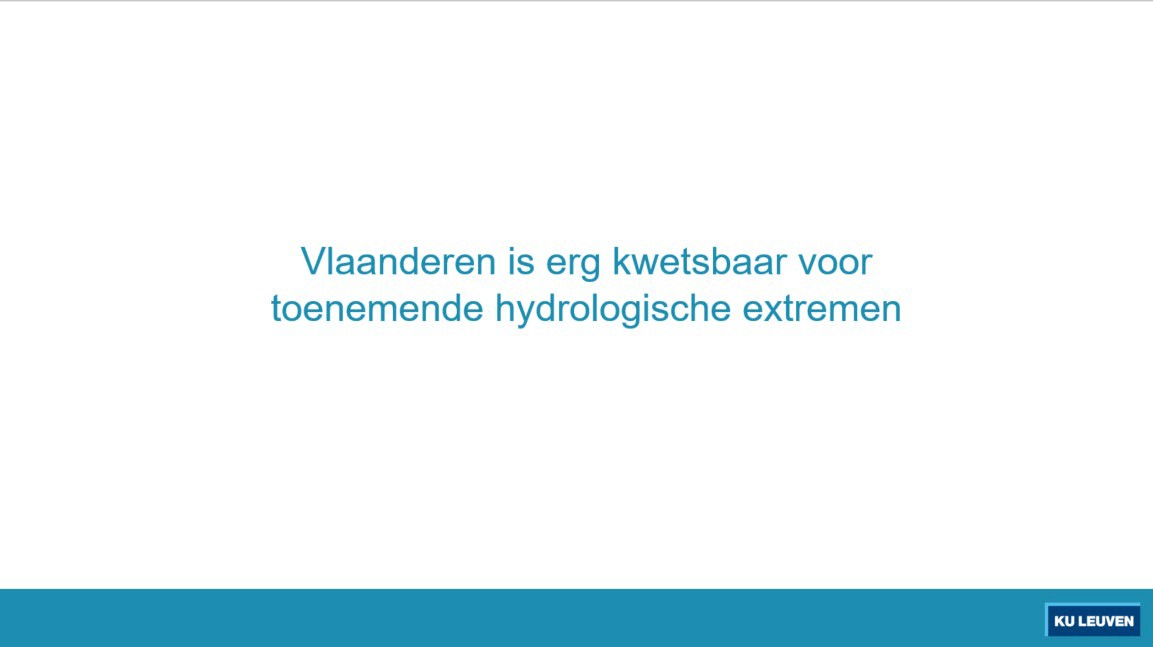 Vlaanderen is erg kwetsbaar voor
toenemende hydrologische extremen
KU LEUVEN